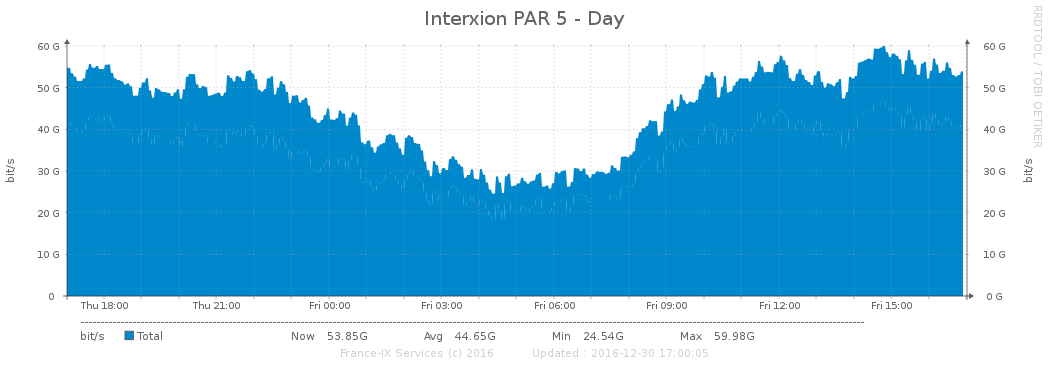 Interxion PAR 5 - Day
RRDTOOL / TOBI OETIKER
60 G 60 G
50 G 50 G
40 G 40 G
30 G 30 G
20 G 20 G
10 G 10 G
0 0 G
bit/s bit/s
Thu 18:00 Thu 21:00 Fri 00:00 Fri 03:00 Fri 06:00 Fri 09:00 Fri 12:00 Fri 15:00
bit/s Total Now 53.85G Avg 44.65G Min 24.54G Max 59.98G
France-IX Services (c) 2016 Updated : 2016-12-30 17:00:05